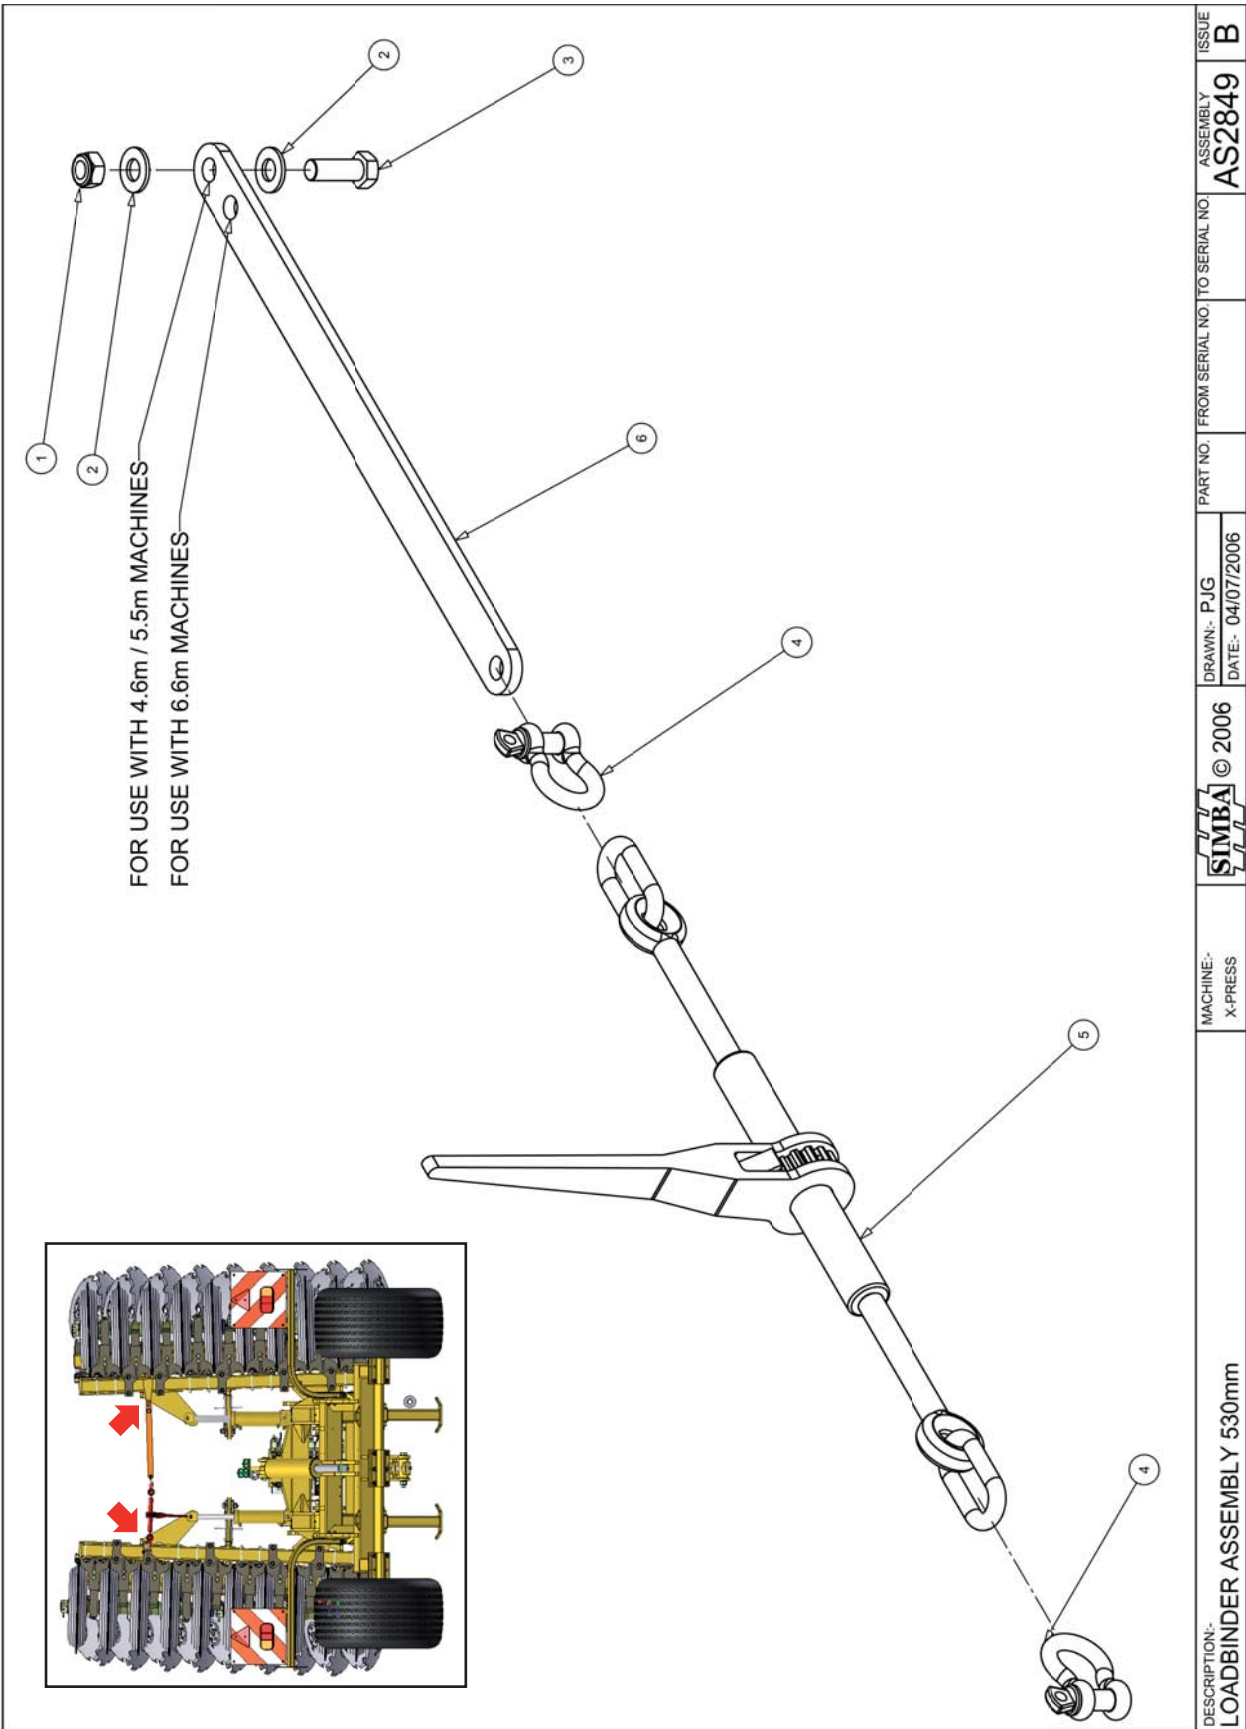 1
2
2
3
FOR USE WITH 4.6m / 5.5m MACHINES
FOR USE WITH 6.6m MACHINES
6
4
5
4
DESCRIPTION:-
LOADBINDER ASSEMBLY 530mm
MACHINE:-
X-PRESS
SIMBA © 2006
DRAWN:- PJG
DATE:- 04/07/2006
PART NO.
FROM SERIAL NO.
TO SERIAL NO.
ASSEMBLY
AS2849
ISSUE
B